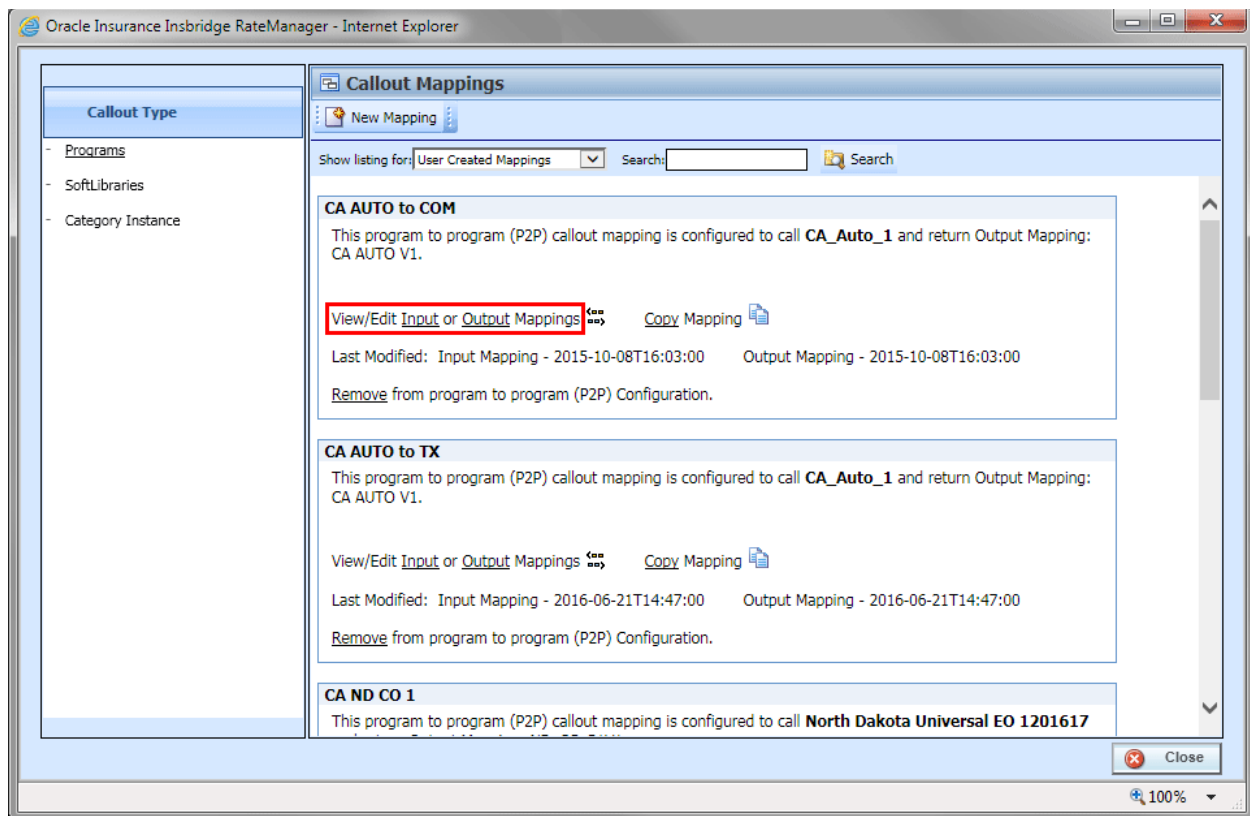 Oracle Insurance Insbridge RateManager - Internet Explorer
Callout Type
- Programs
- SoftLibraries
- Category Instance
Callout Mappings
New Mapping
Show listing for: User Created Mappings Search: Search
CA AUTO to COM
This program to program (P2P) callout mapping is configured to call CA_Auto_1 and return Output Mapping:
CA AUTO V1.
View/Edit Input or Output Mappings Copy Mapping
Last Modified: Input Mapping - 2015-10-08T16:03:00 Output Mapping - 2015-10-08T16:03:00
Remove from program to program (P2P) Configuration.
CA AUTO to TX
This program to program (P2P) callout mapping is configured to call CA_Auto_1 and return Output Mapping:
CA AUTO V1.
View/Edit Input or Output Mappings Copy Mapping
Last Modified: Input Mapping - 2016-06-21T14:47:00 Output Mapping - 2016-06-21T14:47:00
Remove from program to program (P2P) Configuration.
CA ND CO 1
This program to program (P2P) callout mapping is configured to call North Dakota Universal EO 1201617
Close
100%